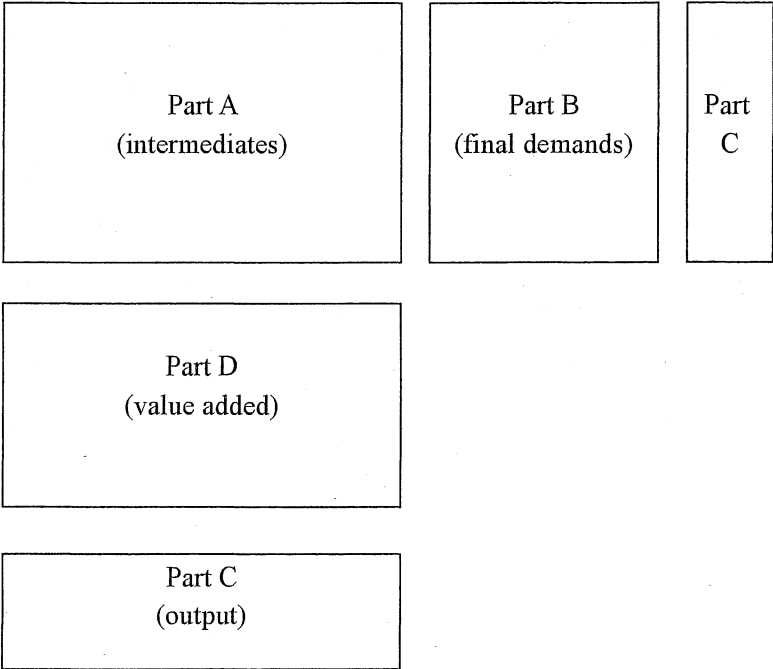 Part A
(intermediates)
Part B
(final demands)
Part
C
Part D
(value added)
Part C
(output)